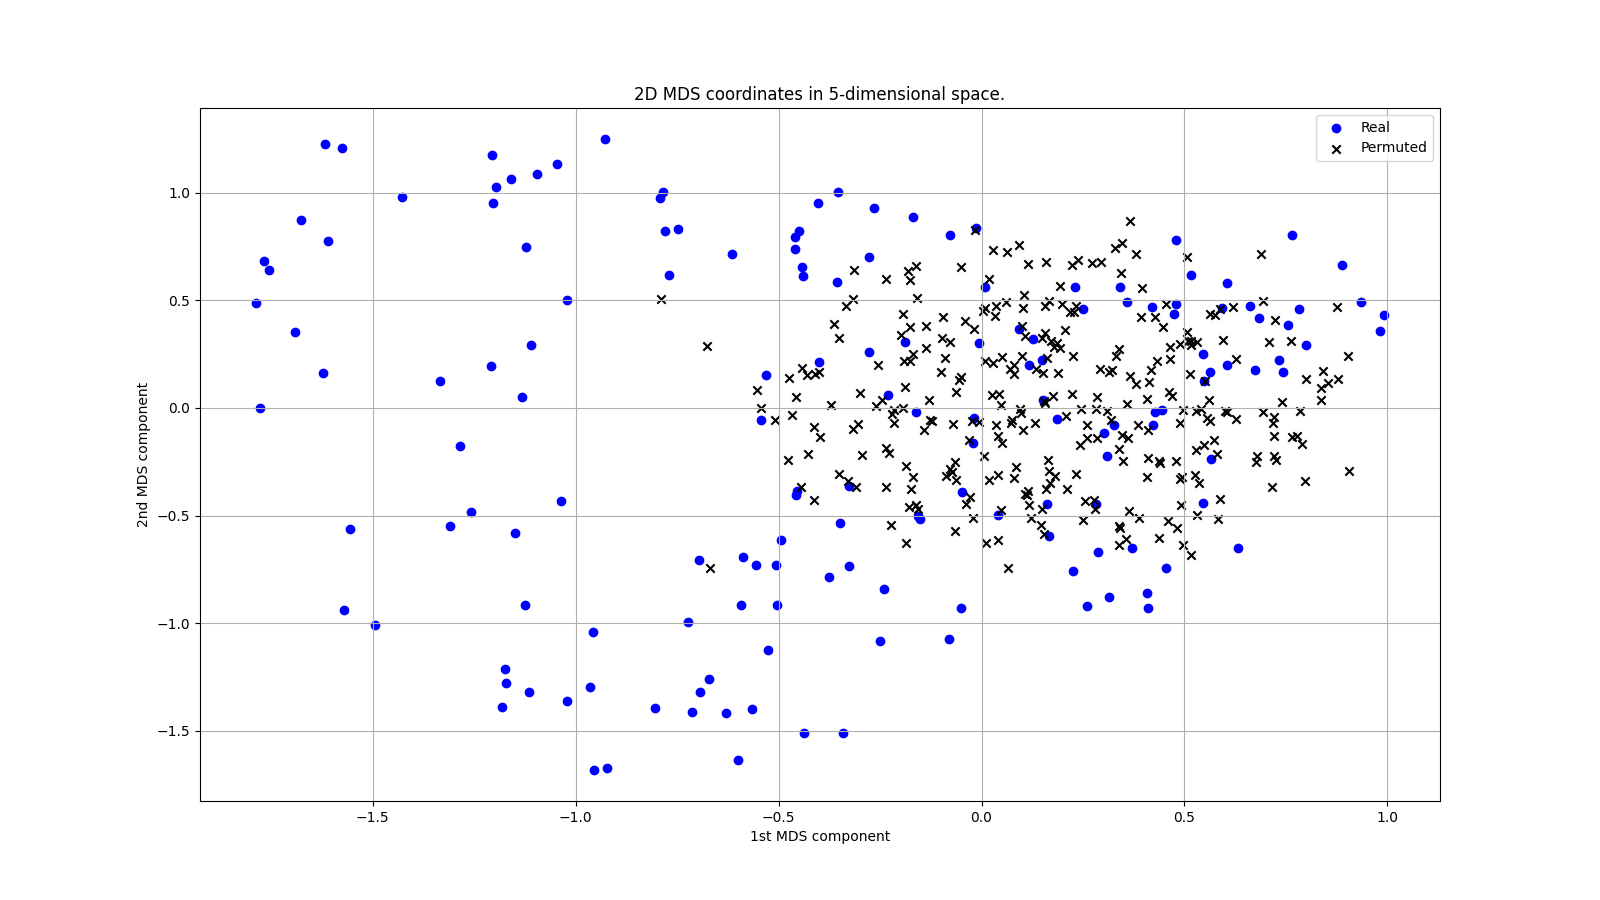 2D MDS coordinates in 5-dimensional space.
Real
Permuted
1.0
0.5
0.0
−0.5
−1.0
−1.5
2nd MDS component
−1.5
−1.0
−0.5
0.0
0.5
1.0
1st MDS component